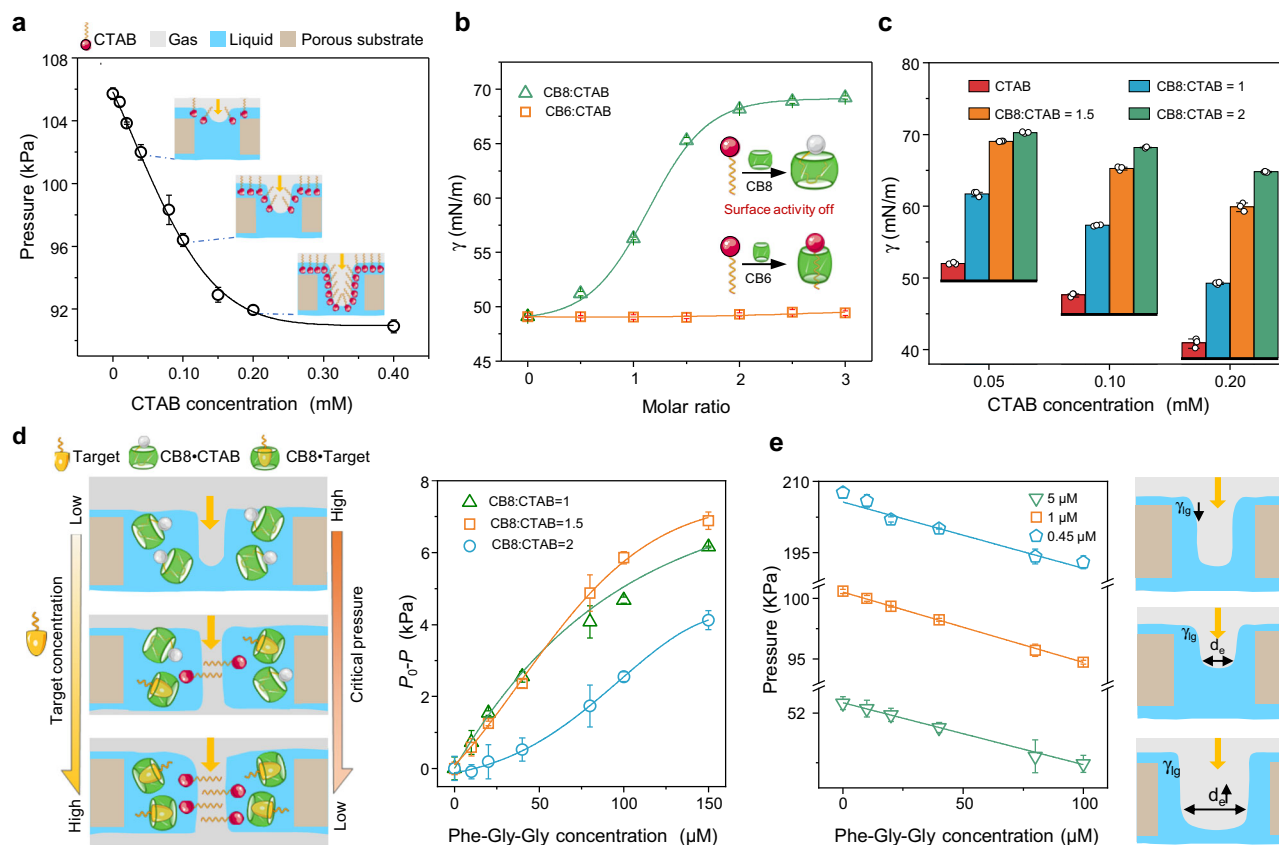 a
CTAB Gas Liquid Porous substrate
108
104
100
96
92
Pressure (kPa)
0 0.10 0.20 0.30 0.40
CTAB concentration (mM)
b
CB8:CTAB
CB6:CTAB
70
65
60
55
50
45
γ (mN/m)
CB8
Surface activity off
CB6
0 1 2 3
Molar ratio
c
CTAB CB8:CTAB = 1
CB8:CTAB = 1.5 CB8:CTAB = 2
80
70
60
50
40
γ (mN/m)
0.05 0.10 0.20
CTAB concentration (mM)
d
Target CB8•CTAB CB8•Target
Low
Target concentration
High
High
Critical pressure
Low
CB8:CTAB=1
CB8:CTAB=1.5
CB8:CTAB=2
8
6
4
2
0
P0-P (kPa)
0 50 100 150
Phe-Gly-Gly concentration (μM)
e
5 μM
1 μM
0.45 μM
210
195
100
95
52
Pressure (KPa)
0 50 100
Phe-Gly-Gly concentration (μM)
γlg
γlg
de
γlg
de